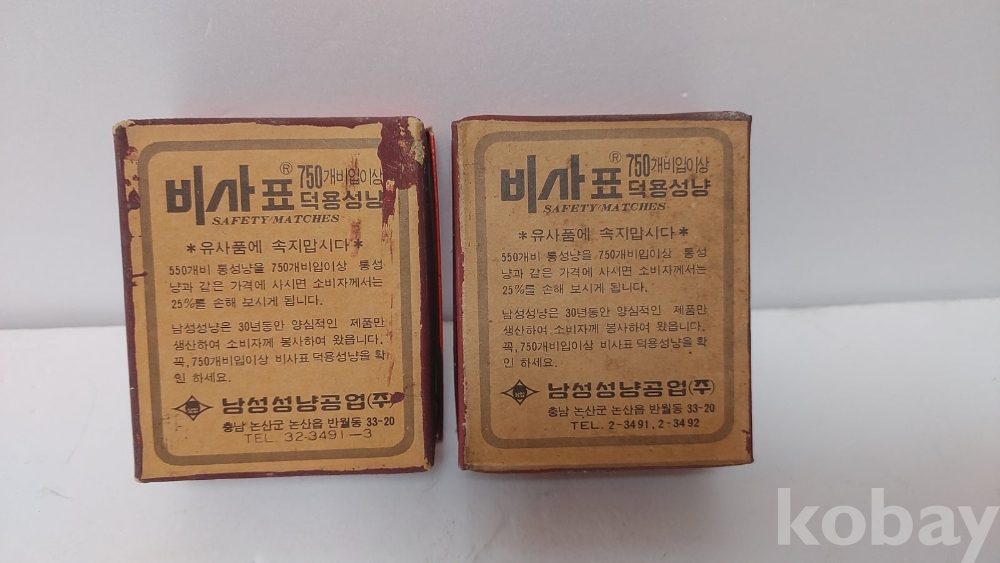 비사표 ® 750개비입이상
덕용성냥
SAFETY MATCHES
*유사품에 속지맙시다*
550개비 통성냥을 750개비입이상 통성
냥과 같은 가격에 사시면 소비자께서는
25%를 손해 보시게 됩니다.
남성성냥은 30년동안 양심적인 제품만
생산하여 소비자께 봉사하여 왔읍니다.
꼭, 750개비입이상 비사표 덕용성냥을 확
인 하세요.
남성성냥공업(주)
충남 논산군 논산읍 반월동 33-20
TEL. 32-3491-3
비사표 ® 750개비입이상
덕용성냥
SAFETY/MATCHES
*유사품에 속지맙시다*
550개비 통성냥을 750개비입이상 통성
냥과 같은 가격에 사시면 소비자께서는
25%를 손해 보시게 됩니다.
남성성냥은 30년동안 양심적인 제품만
생산하여 소비자께 봉사하여 왔읍니다.
꼭, 750개비입이상 비사표 덕용성냥을 확
인 하세요.
남성성냥공업(주)
충남 논산군 논산읍 반월동 33-20
TEL. 2-3491, 2-3492
kobay